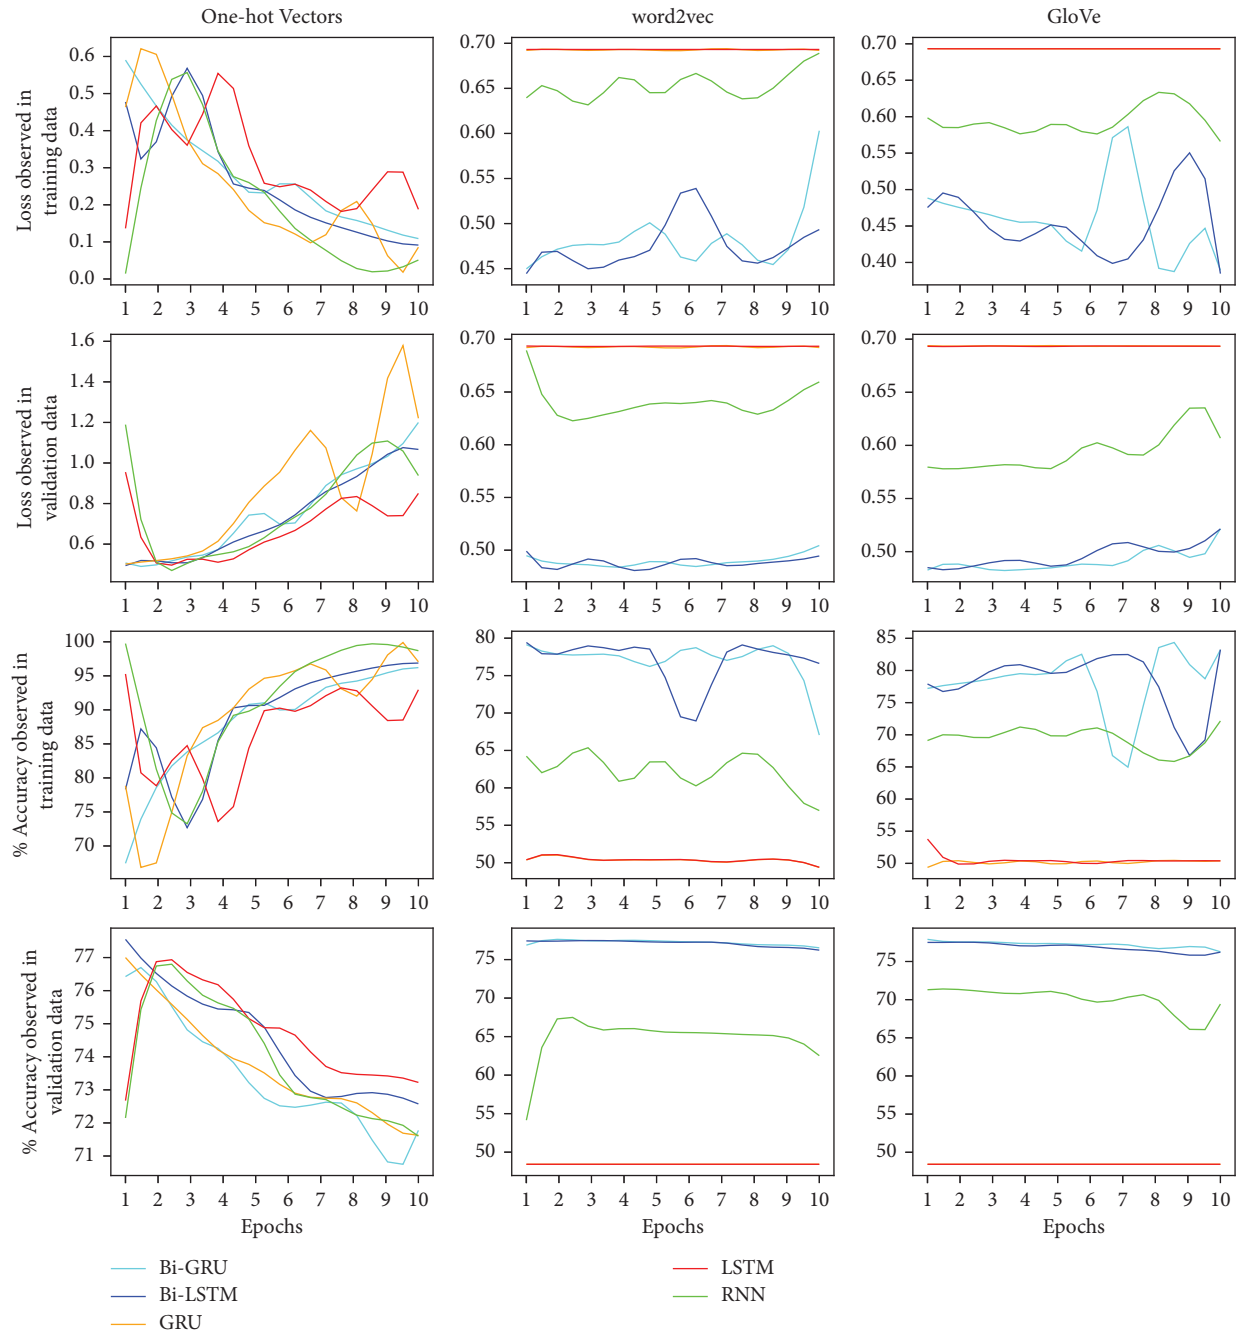 One-hot Vectors
word2vec
GloVe
Loss observed in
training data
0.6
0.5
0.4
0.3
0.2
0.1
0.0
1 2 3 4 5 6 7 8 9 10
0.70
0.65
0.60
0.55
0.50
0.45
1 2 3 4 5 6 7 8 9 10
0.70
0.65
0.60
0.55
0.50
0.45
0.40
1 2 3 4 5 6 7 8 9 10
Loss observed in
validation data
1.6
1.4
1.2
1.0
0.8
0.6
1 2 3 4 5 6 7 8 9 10
0.70
0.65
0.60
0.55
0.50
1 2 3 4 5 6 7 8 9 10
0.70
0.65
0.60
0.55
0.50
1 2 3 4 5 6 7 8 9 10
% Accuracy observed in
training data
100
95
90
85
80
75
70
1 2 3 4 5 6 7 8 9 10
80
75
70
65
60
55
50
1 2 3 4 5 6 7 8 9 10
85
80
75
70
65
60
55
50
1 2 3 4 5 6 7 8 9 10
% Accuracy observed in
validation data
77
76
75
74
73
72
71
1 2 3 4 5 6 7 8 9 10
Epochs
75
70
65
60
55
50
1 2 3 4 5 6 7 8 9 10
Epochs
75
70
65
60
55
50
1 2 3 4 5 6 7 8 9 10
Epochs
Bi-GRU
Bi-LSTM
GRU
LSTM
RNN